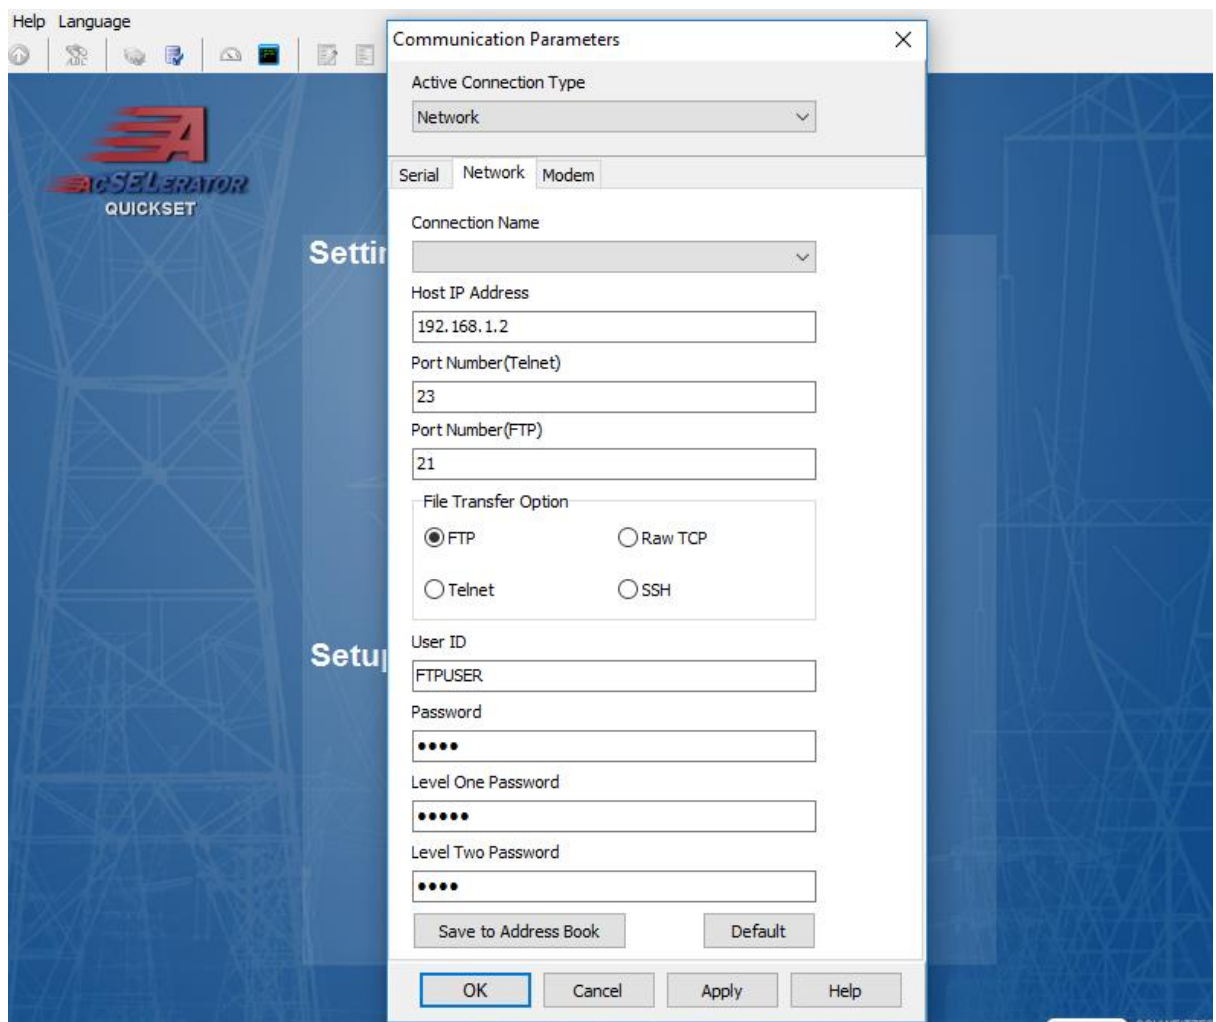 Help Language
Communication Parameters
Active Connection Type
Network
Serial Network Modem
ACSELERATOR
QUICKSET
Connection Name
Host IP Address
192.168.1.2
Port Number(Telnet)
23
Port Number(FTP)
21
File Transfer Option
FTP Raw TCP
Telnet SSH
User ID
FTPUSER
Password
••••
Level One Password
•••••
Level Two Password
••••
Save to Address Book Default
OK Cancel Apply Help